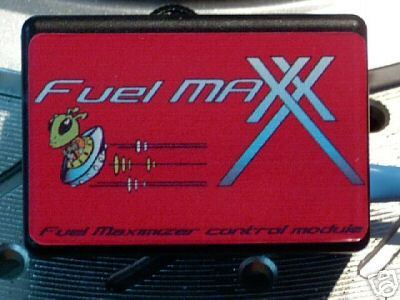 Fuel MAXX
Fuel Maximizer control module